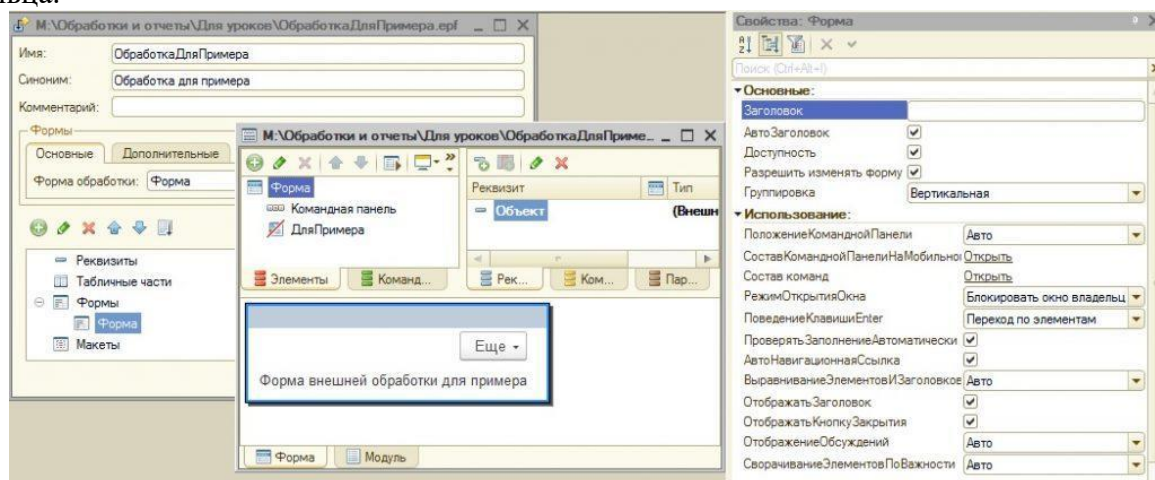 М:\Обработки и отчеты\Для уроков\ОбработкаДляПримера.epf
Имя:
ОбработкаДляПримера
Синоним:
Обработка для примера
Комментарий:
Формы
Основные
Дополнительные
Форма обработки:
Форма
Реквизиты
Табличные части
Формы
Форма
Макеты
М:\Обработки и отчеты\Для уроков\ОбработкаДляПриме...
Форма
Командная панель
ДляПримера
Реквизит
Тип
Объект
(Внешн
Элементы
Команд...
Рек...
Ком...
Пар...
Еще
Форма внешней обработки для примера
Форма
Модуль
Свойства: Форма
Поиск (Ctrl+Alt+I)
Основные:
Заголовок
АвтоЗаголовок
Доступность
Разрешить изменять форму
Группировка
Вертикальная
Использование:
ПоложениеКоманднойПанели
Авто
СоставКоманднойПанелиНаМобильно
Открыть
Состав команд
Открыть
РежимОткрытияОкна
Блокировать окно владельц
ПоведениеКлавишиEnter
Переход по элементам
ПроверятьЗаполнениеАвтоматически
АвтоНавигационнаяСсылка
ВыравниваниеЭлементовИЗаголовков
Авто
ОтображатьЗаголовок
ОтображатьКнопкуЗакрытия
ОтображениеОбсуждений
Авто
СворачиваниеЭлементовПоВажности
Авто